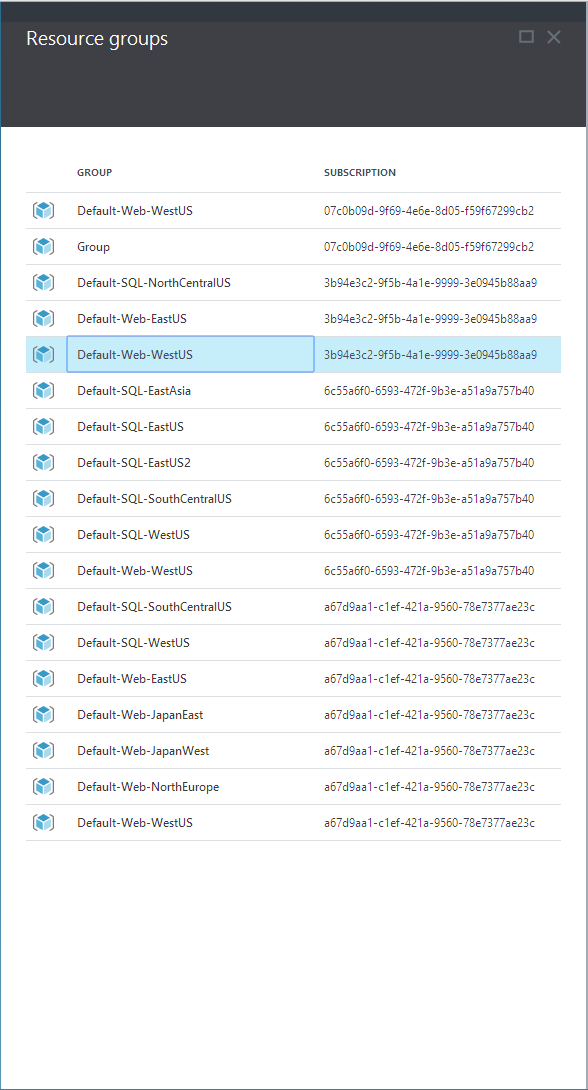 Resource groups
GROUP SUBSCRIPTION
Default-Web-WestUS 07c0b09d-9f69-4e6e-8d05-f59f67299cb2
Group 07c0b09d-9f69-4e6e-8d05-f59f67299cb2
Default-SQL-NorthCentralUS 3b94e3c2-9f5b-4a1e-9999-3e0945b88aa9
Default-Web-EastUS 3b94e3c2-9f5b-4a1e-9999-3e0945b88aa9
Default-Web-WestUS 3b94e3c2-9f5b-4a1e-9999-3e0945b88aa9
Default-SQL-EastAsia 6c55a6f0-6593-472f-9b3e-a51a9a757b40
Default-SQL-EastUS 6c55a6f0-6593-472f-9b3e-a51a9a757b40
Default-SQL-EastUS2 6c55a6f0-6593-472f-9b3e-a51a9a757b40
Default-SQL-SouthCentralUS 6c55a6f0-6593-472f-9b3e-a51a9a757b40
Default-SQL-WestUS 6c55a6f0-6593-472f-9b3e-a51a9a757b40
Default-Web-WestUS 6c55a6f0-6593-472f-9b3e-a51a9a757b40
Default-SQL-SouthCentralUS a67d9aa1-c1ef-421a-9560-78e7377ae23c
Default-SQL-WestUS a67d9aa1-c1ef-421a-9560-78e7377ae23c
Default-Web-EastUS a67d9aa1-c1ef-421a-9560-78e7377ae23c
Default-Web-JapanEast a67d9aa1-c1ef-421a-9560-78e7377ae23c
Default-Web-JapanWest a67d9aa1-c1ef-421a-9560-78e7377ae23c
Default-Web-NorthEurope a67d9aa1-c1ef-421a-9560-78e7377ae23c
Default-Web-WestUS a67d9aa1-c1ef-421a-9560-78e7377ae23c